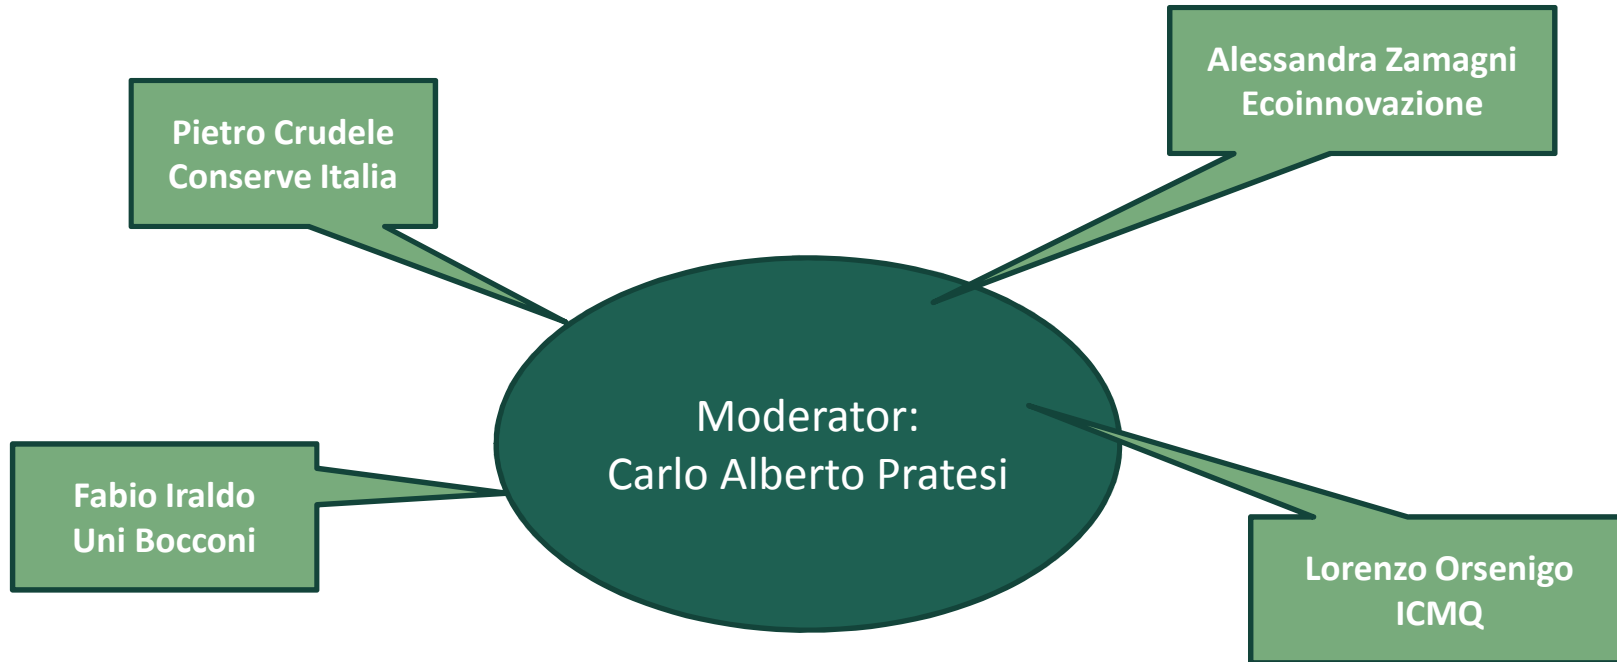 Alessandra Zamagni
Ecoinnovazione
Pietro Crudele
Conserve Italia
Moderator:
Carlo Alberto Pratesi
Fabio Iraldo
Uni Bocconi
Lorenzo Orsenigo
ICMQ